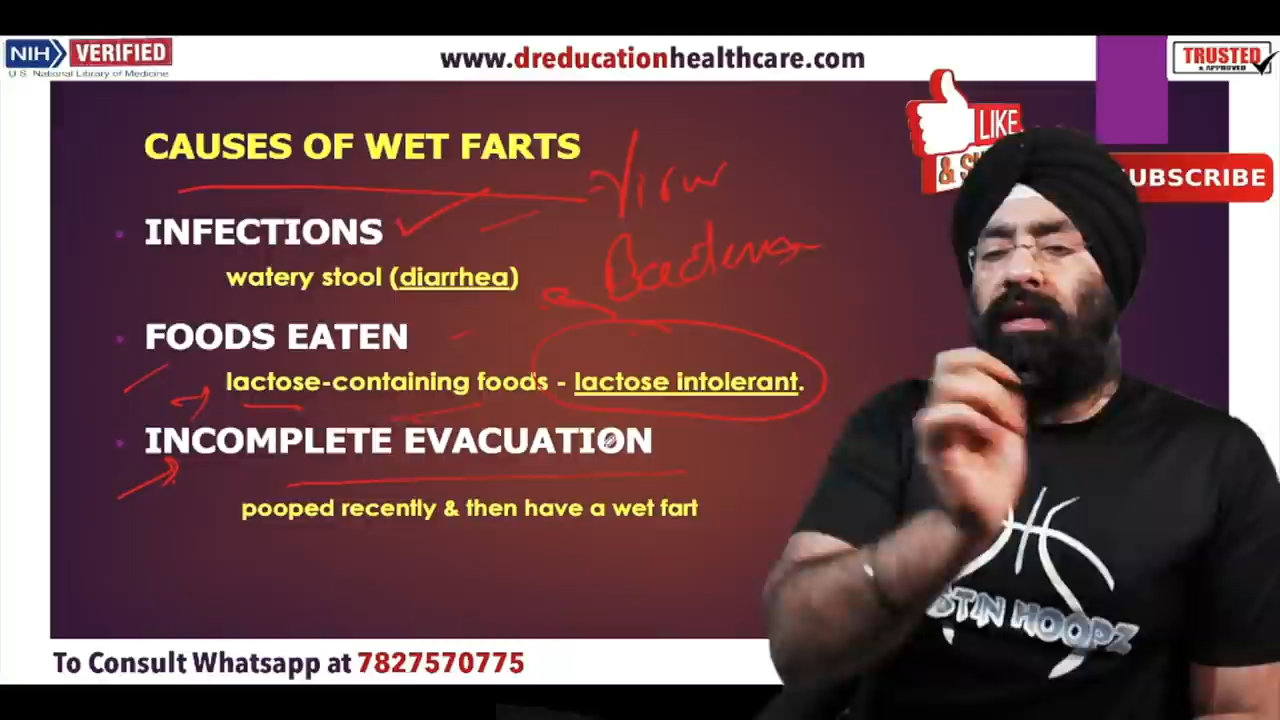 NIH VERIFIED
U.S. National Library of Medicine
www.dreducationhealthcare.com
TRUSTED
& APPROVED
LIKE
SUBSCRIBE
CAUSES OF WET FARTS
INFECTIONS
watery stool (diarrhea)
FOODS EATEN
lactose-containing foods - lactose intolerant.
INCOMPLETE EVACUATION
pooped recently & then have a wet fart
HOOPZ
To Consult Whatsapp at 7827570775